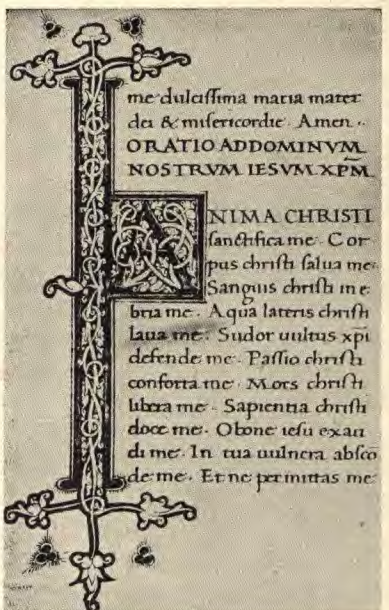 me dulcissima maria mater
dei & misericordie. Amen.
ORATIO AD DOMINVM
NOSTRVM IESVM XPM̄
ANIMA CHRISTI
sanctifica me. Cor
pus christi salua me.
Sanguis christi ine
bria me. Aqua lateris christi
laua me. Sudor uultus xpi
defende me. Passio christi
conforta me. Mors christi
libera me. Sapientia christi
doce me. O bone iesu exau
di me. In tua uulnera absco
de me. Et ne permittas me